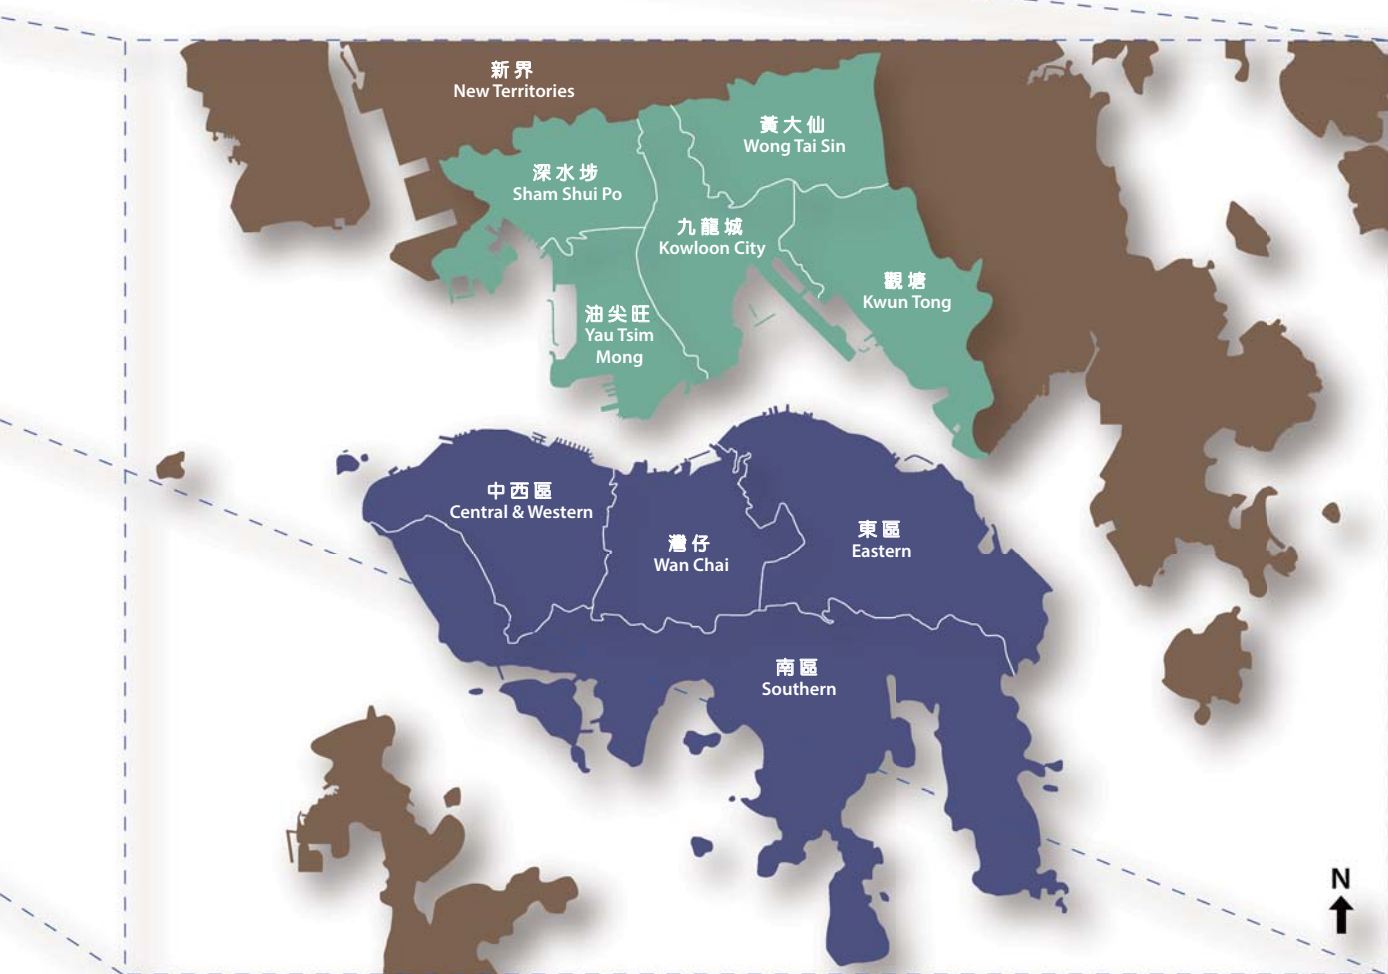 新界
New Territories
黃大仙
Wong Tai Sin
深水埗
Sham Shui Po
九龍城
Kowloon City
觀塘
Kwun Tong
油尖旺
Yau Tsim
Mong
中西區
Central & Western
灣仔
Wan Chai
東區
Eastern
南區
Southern
N